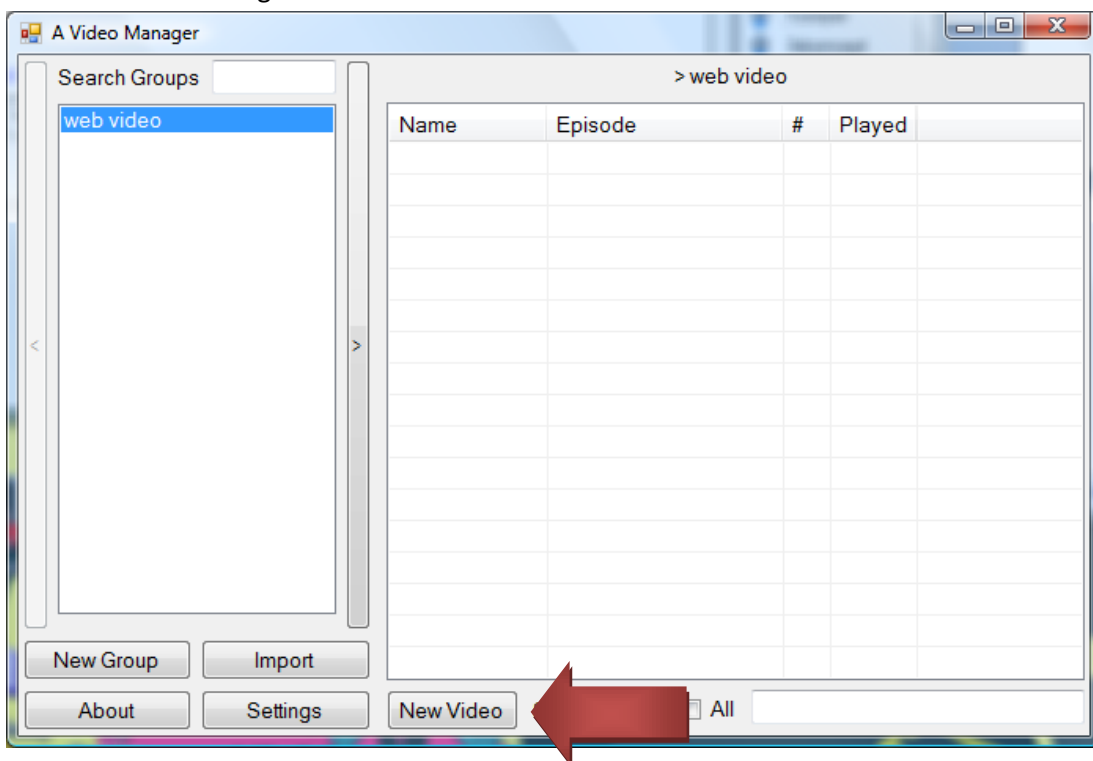 A Video Manager
Search Groups
> web video
web video
Name Episode # Played
<
>
New Group Import
About Settings New Video All